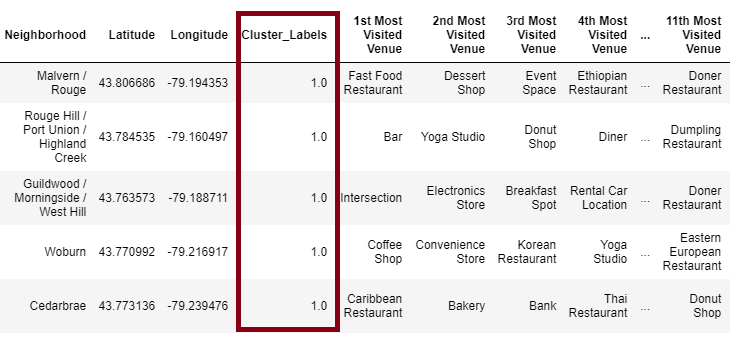 Neighborhood Latitude Longitude Cluster_Labels 1st Most Visited Venue 2nd Most Visited Venue 3rd Most Visited Venue 4th Most Visited Venue ... 11th Most Visited Venue
Malvern / Rouge 43.806686 -79.194353 1.0 Fast Food Restaurant Dessert Shop Event Space Ethiopian Restaurant ... Doner Restaurant
Rouge Hill / Port Union / Highland Creek 43.784535 -79.160497 1.0 Bar Yoga Studio Donut Shop Diner ... Dumpling Restaurant
Guildwood / Morningside / West Hill 43.763573 -79.188711 1.0 Intersection Electronics Store Breakfast Spot Rental Car Location ... Doner Restaurant
Woburn 43.770992 -79.216917 1.0 Coffee Shop Convenience Store Korean Restaurant Yoga Studio ... Eastern European Restaurant
Cedarbrae 43.773136 -79.239476 1.0 Caribbean Restaurant Bakery Bank Thai Restaurant ... Donut Shop